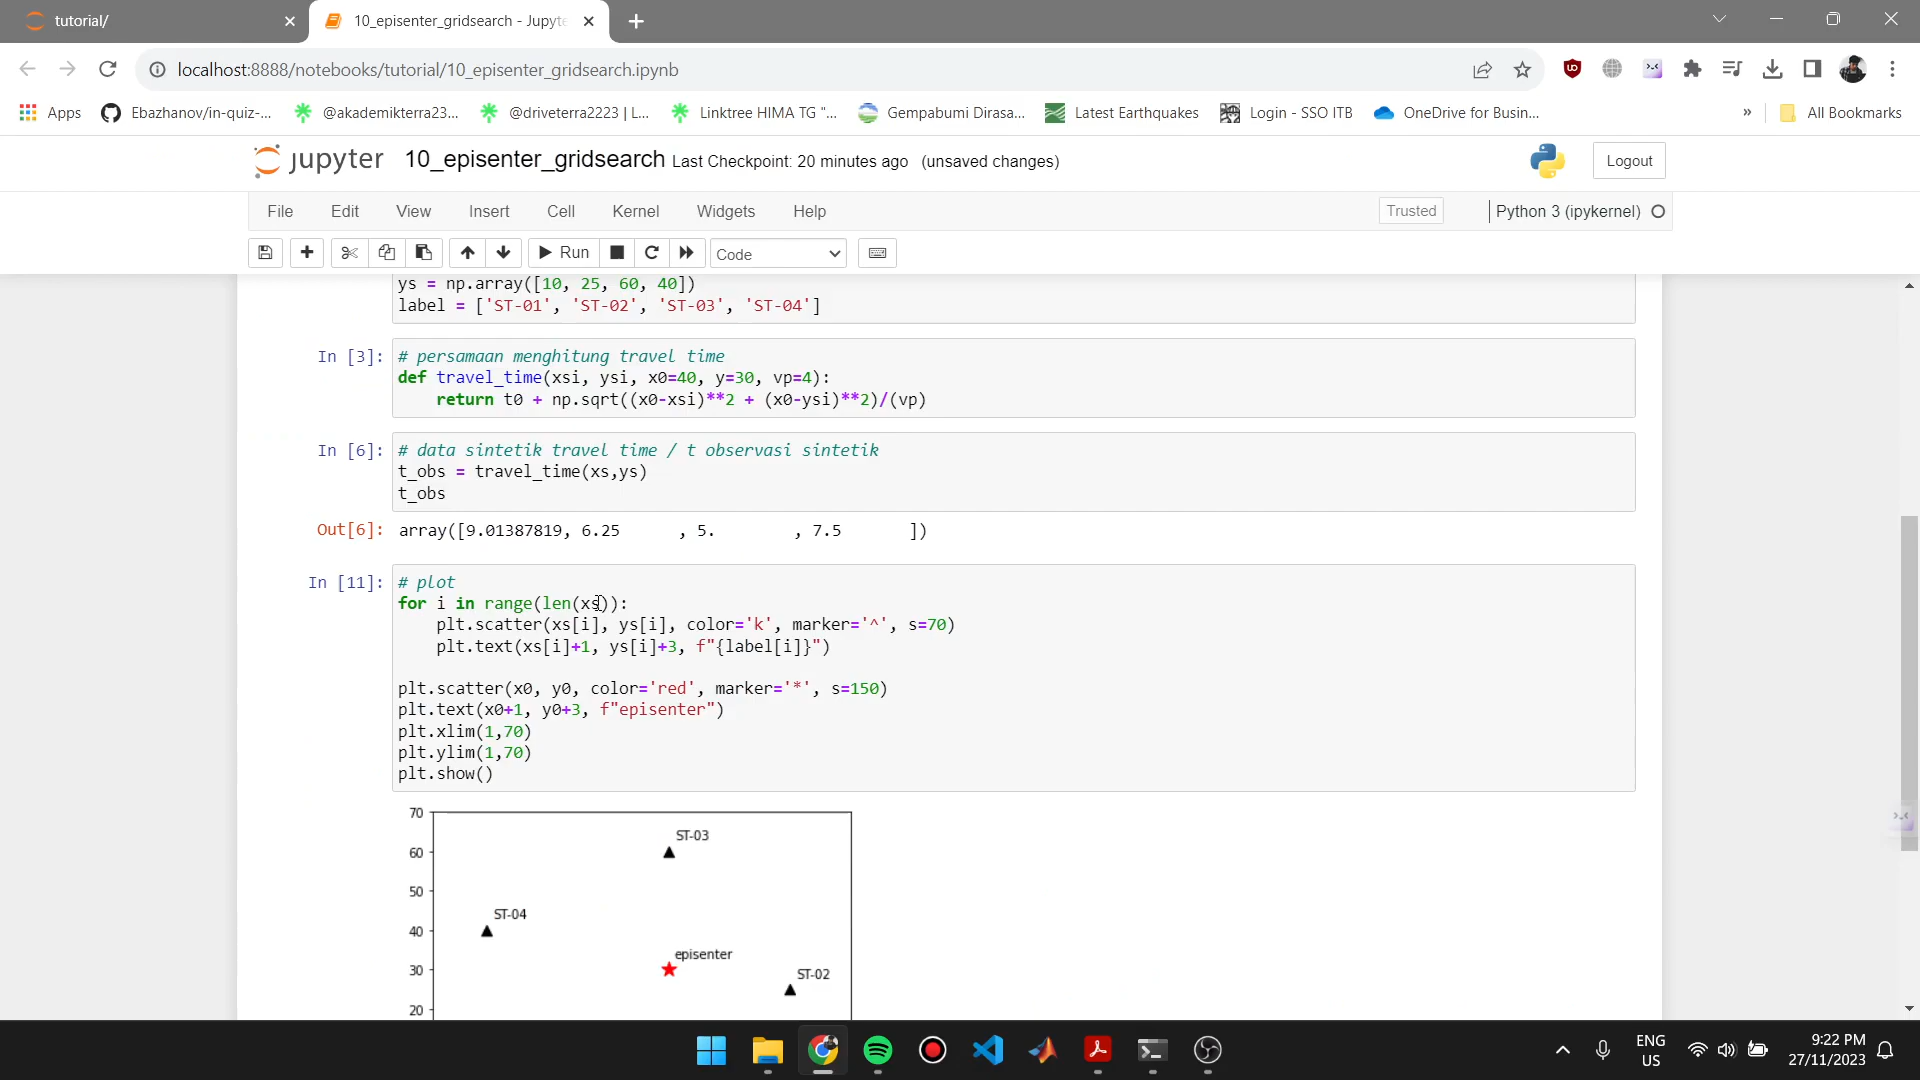 tutorial/
10_episenter_gridsearch - Jupyte
localhost:8888/notebooks/tutorial/10_episenter_gridsearch.ipynb
Apps
Ebazhanov/in-quiz-...
@akademikterra23...
@driveterra2223 | L...
Linktree HIMA TG "...
Gempabumi Dirasa...
Latest Earthquakes
Login - SSO ITB
OneDrive for Busin...
»
All Bookmarks
jupyter 10_episenter_gridsearch Last Checkpoint: 20 minutes ago (unsaved changes)
Logout
File Edit View Insert Cell Kernel Widgets Help
Trusted
Python 3 (ipykernel)
Run
Code
ys = np.array([10, 25, 60, 40])
label = ['ST-01', 'ST-02', 'ST-03', 'ST-04']
In [3]:
# persamaan menghitung travel time
def travel_time(xsi, ysi, x0=40, y=30, vp=4):
    return t0 + np.sqrt((x0-xsi)**2 + (x0-ysi)**2)/(vp)
In [6]:
# data sintetik travel time / t observasi sintetik
t_obs = travel_time(xs,ys)
t_obs
Out[6]: array([9.01387819, 6.25      , 5.        , 7.5       ])
In [11]:
# plot
for i in range(len(xs)):
    plt.scatter(xs[i], ys[i], color='k', marker='^', s=70)
    plt.text(xs[i]+1, ys[i]+3, f"{label[i]}")
plt.scatter(x0, y0, color='red', marker='*', s=150)
plt.text(x0+1, y0+3, f"episenter")
plt.xlim(1,70)
plt.ylim(1,70)
plt.show()
70
ST-03
60
50
ST-04
40
episenter
30
ST-02
20
ENG
US
9:22 PM
27/11/2023